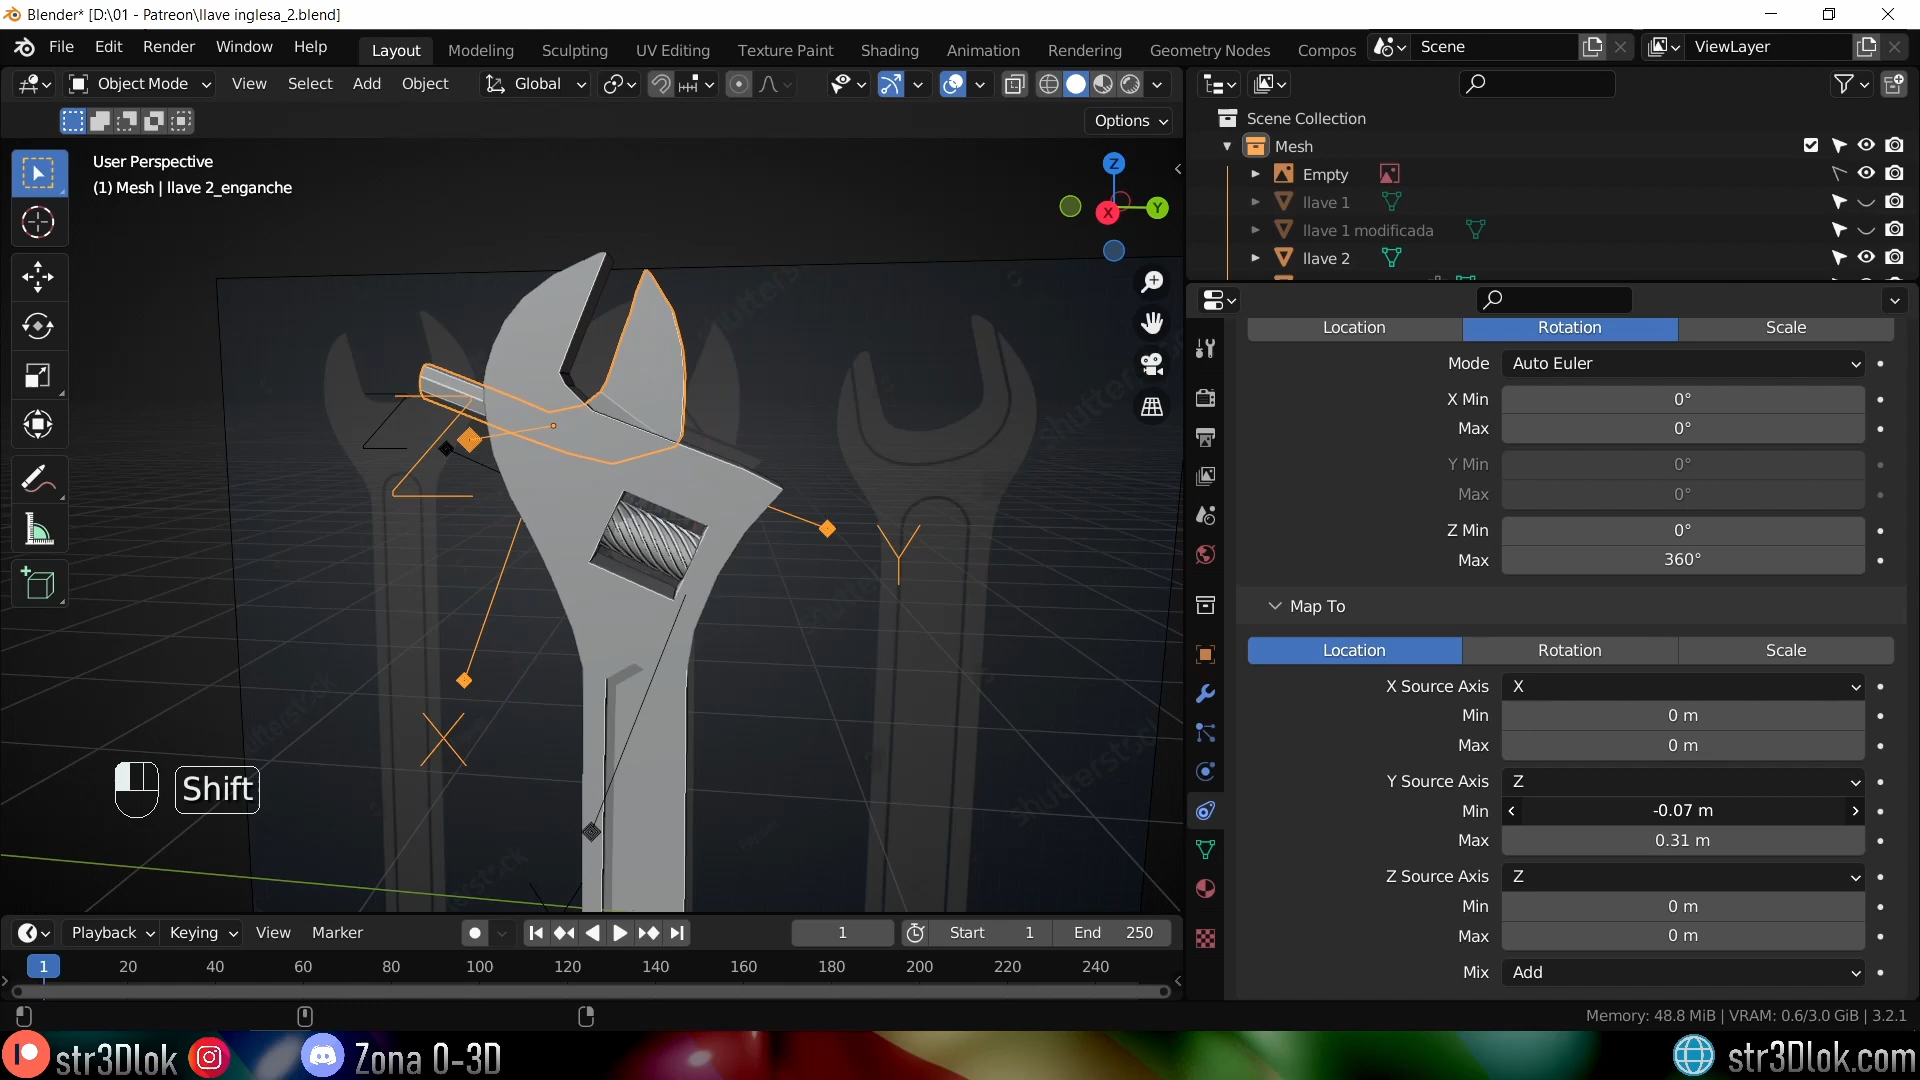 Blender* [D:\01 - Patreon\llave inglesa_2.blend]
File Edit Render Window Help
Layout Modeling Sculpting UV Editing Texture Paint Shading Animation Rendering Geometry Nodes Compos
Scene
ViewLayer
Object Mode View Select Add Object Global
Options
User Perspective
(1) Mesh | llave 2_enganche
Z
X
Y
Scene Collection
Mesh
Empty
llave 1
llave 1 modificada
llave 2
Location Rotation Scale
Mode Auto Euler
X Min 0°
Max 0°
Y Min 0°
Max 0°
Z Min 0°
Max 360°
Map To
Location Rotation Scale
X Source Axis X
Min 0 m
Max 0 m
Y Source Axis Z
Min -0.07 m
Max 0.31 m
Z Source Axis Z
Min 0 m
Max 0 m
Mix Add
Z
Y
X
Shift
shutterstock
shutterstock
Playback Keying View Marker
1
Start 1
End 250
1 20 40 60 80 100 120 140 160 180 200 220 240
Memory: 48.8 MiB | VRAM: 0.6/3.0 GiB | 3.2.1
str3Dlok
Zona 0-3D
str3Dlok.com